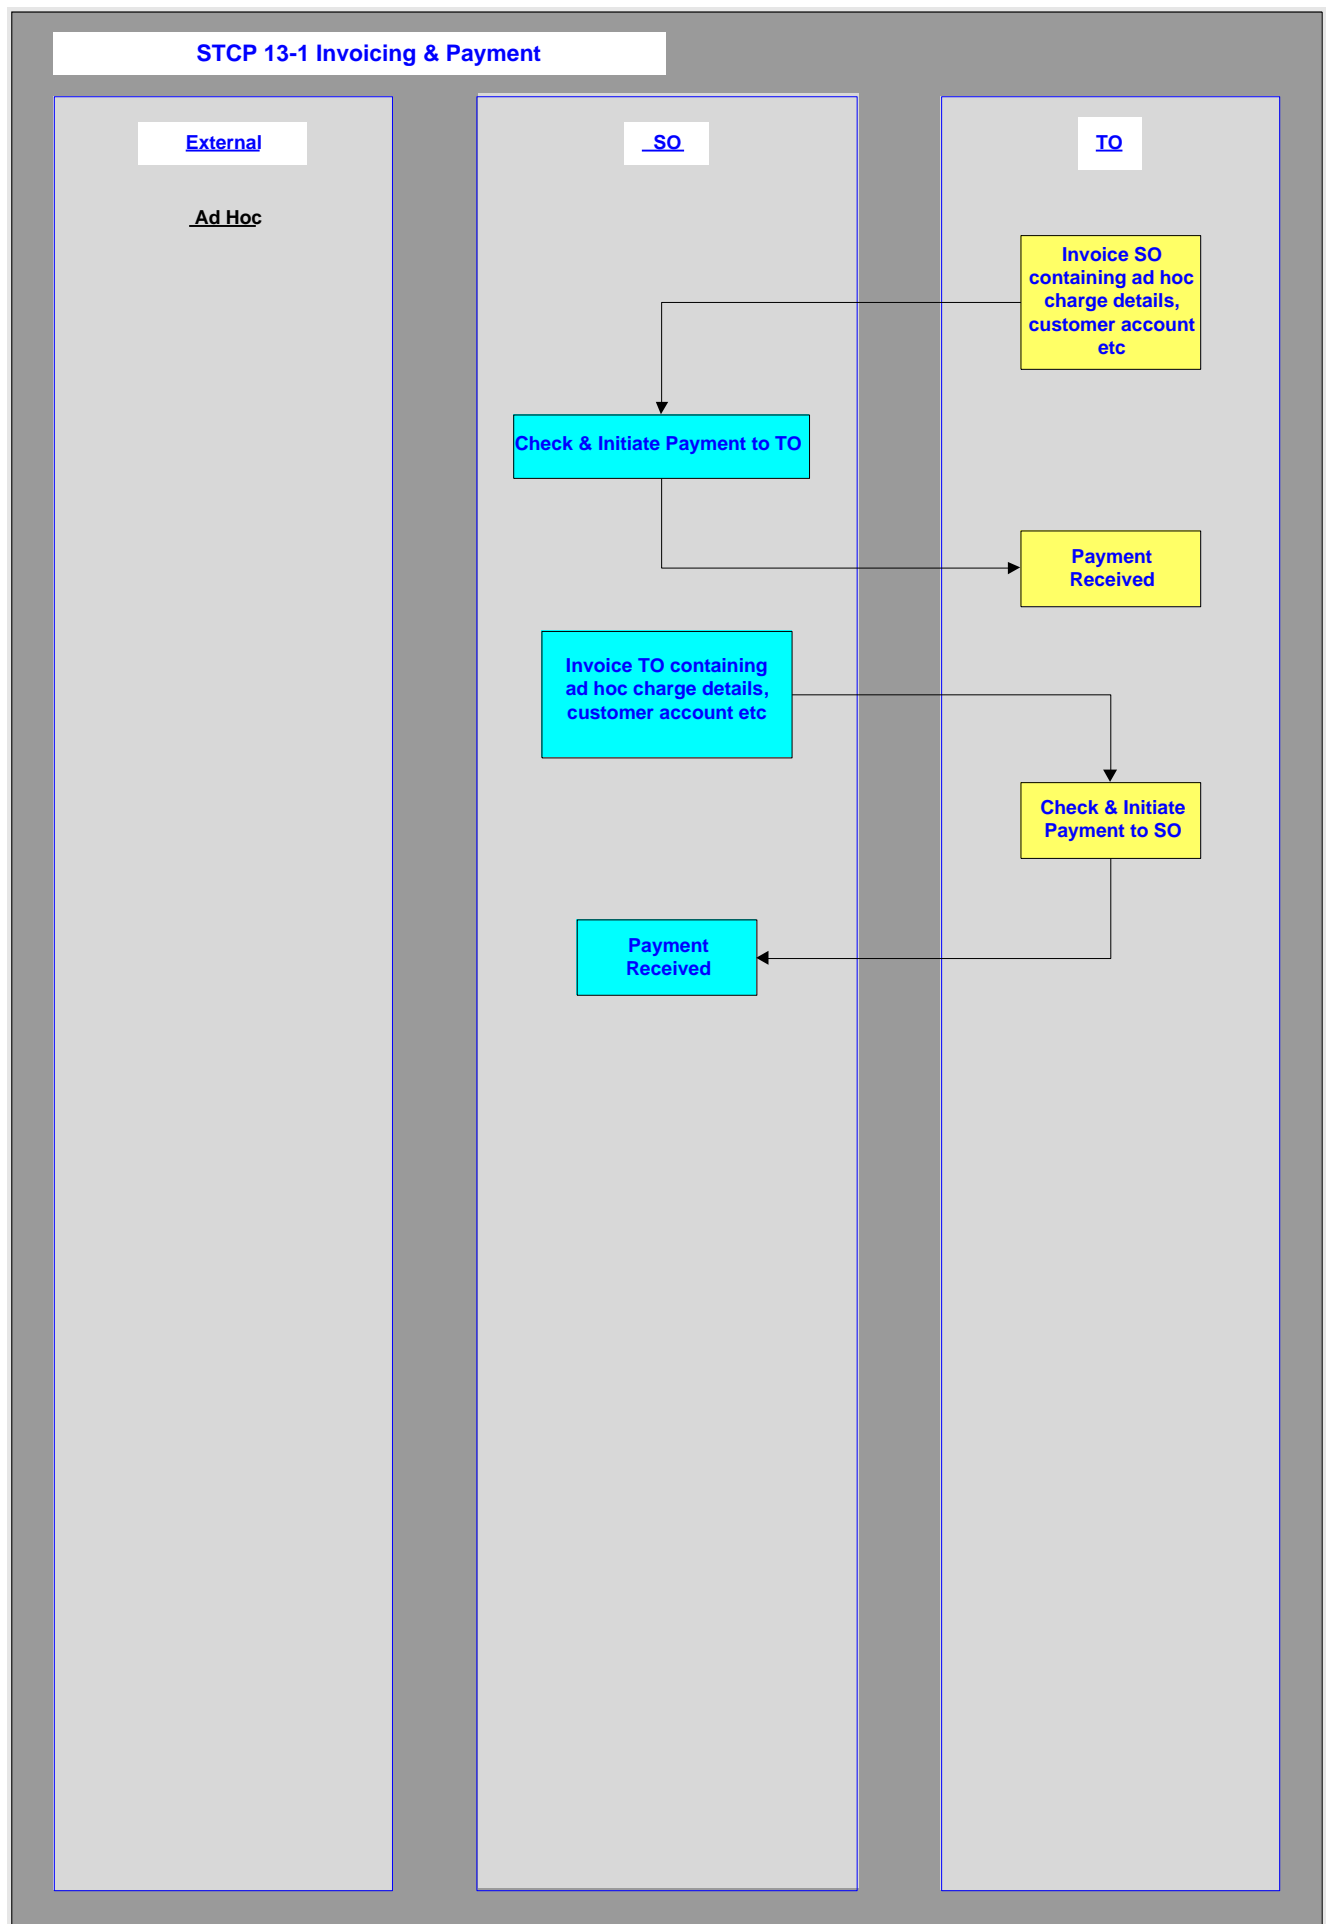 STCP 13-1 Invoicing & Payment
External
SO
TO
Ad Hoc
Invoice SO
containing ad hoc
charge details,
customer account
etc
Check & Initiate Payment to TO
Payment
Received
Invoice TO containing
ad hoc charge details,
customer account etc
Check & Initiate
Payment to SO
Payment
Received